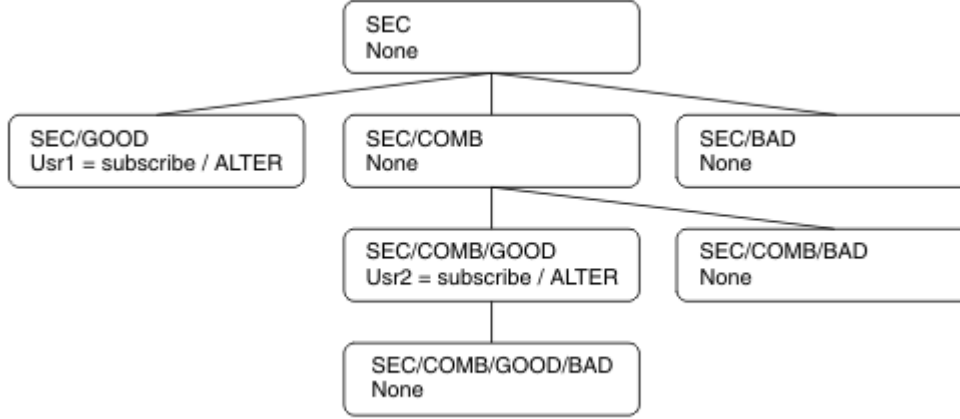 SEC
None
SEC/GOOD
Usr1 = subscribe / ALTER
SEC/COMB
None
SEC/BAD
None
SEC/COMB/GOOD
Usr2 = subscribe / ALTER
SEC/COMB/BAD
None
SEC/COMB/GOOD/BAD
None